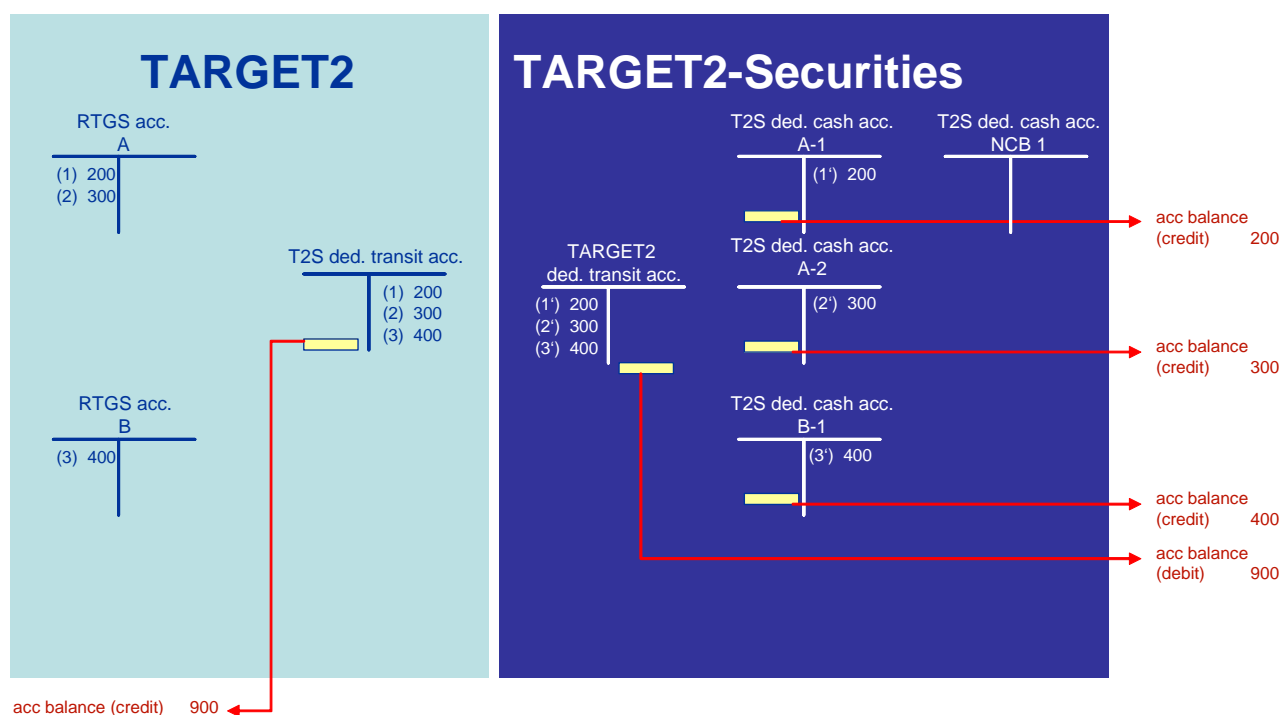 TARGET2
RTGS acc.
A
(1) 200
(2) 300
T2S ded. transit acc.
(1) 200
(2) 300
(3) 400
RTGS acc.
B
(3) 400
acc balance (credit) 900
TARGET2-Securities
T2S ded. cash acc.
A-1
(1‘) 200
T2S ded. cash acc.
NCB 1
acc balance
(credit) 200
TARGET2
ded. transit acc.
(1‘) 200
(2‘) 300
(3‘) 400
T2S ded. cash acc.
A-2
(2‘) 300
acc balance
(credit) 300
T2S ded. cash acc.
B-1
(3‘) 400
acc balance
(credit) 400
acc balance
(debit) 900